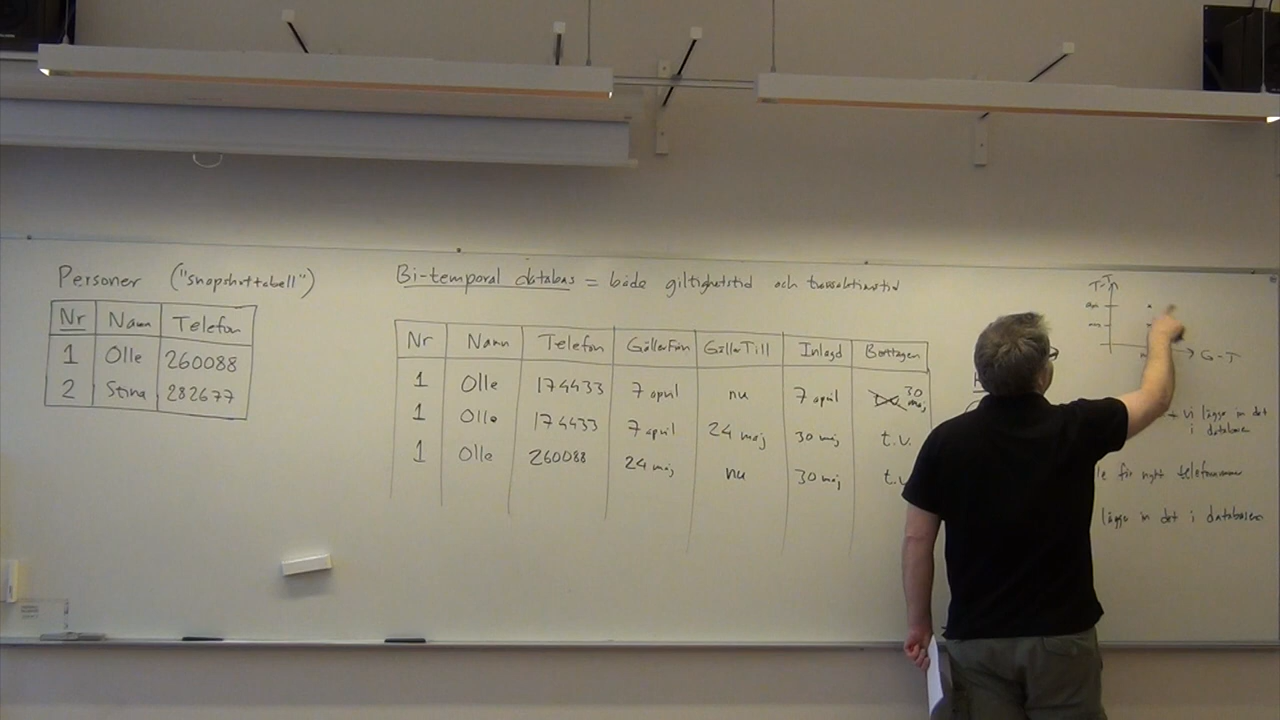 Personer ("snapshottabell")
Nr Namn Telefon
1 Olle 260088
2 Stina 282677
Bi-temporal databas = både giltighetstid och transaktionstid
Nr Namn Telefon GällerFrån GällerTill Inlagd Borttagen
1 Olle 174433 7 april nu 7 april 30 maj
1 Olle 174433 7 april 24 maj 30 maj t.v.
1 Olle 260088 24 maj nu 30 maj t.v
T-T
G-T
+ vi lägger in det
i databasen
för nytt telefonnummer
lägger in det i databasen